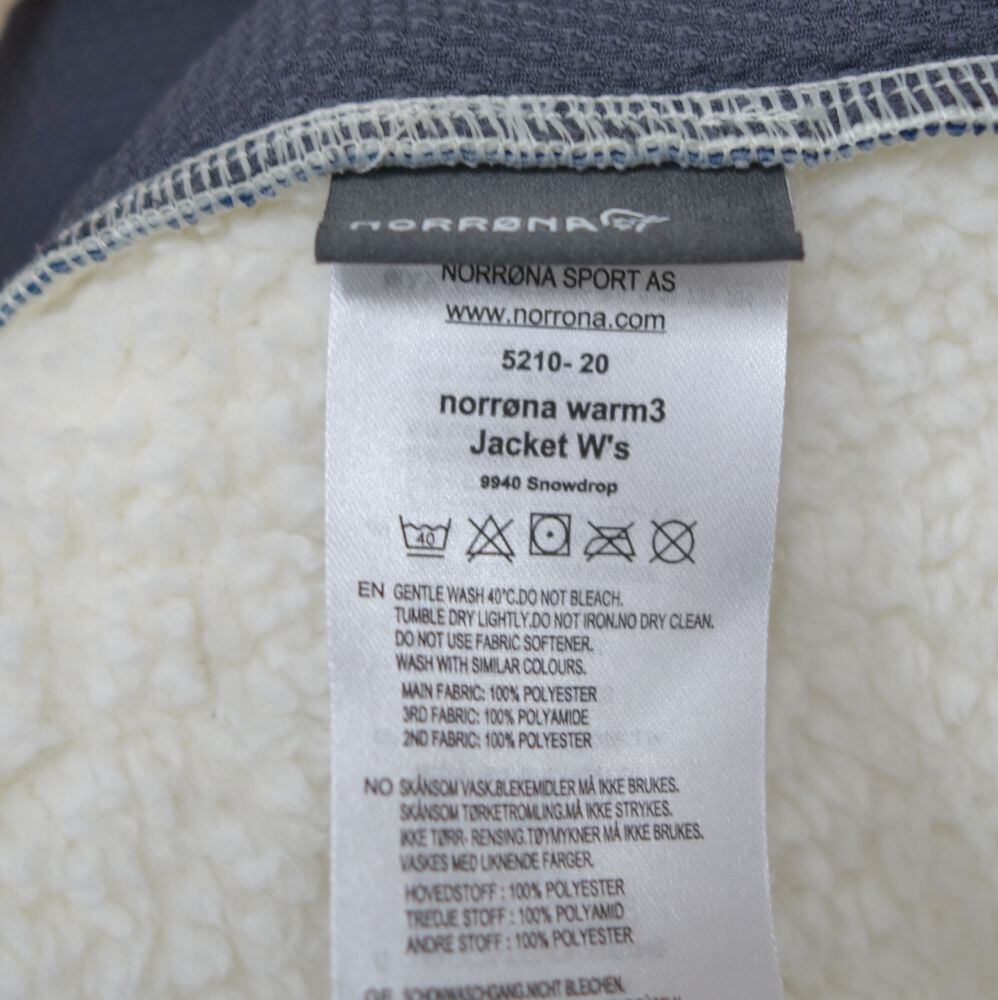 norrøna
NORRØNA SPORT AS
www.norrona.com
5210- 20
norrøna warm3
Jacket W's
9940 Snowdrop
40
EN GENTLE WASH 40°C.DO NOT BLEACH.
TUMBLE DRY LIGHTLY.DO NOT IRON.NO DRY CLEAN.
DO NOT USE FABRIC SOFTENER.
WASH WITH SIMILAR COLOURS.
MAIN FABRIC: 100% POLYESTER
3RD FABRIC: 100% POLYAMIDE
2ND FABRIC: 100% POLYESTER
NO SKÅNSOM VASK.BLEKEMIDLER MÅ IKKE BRUKES.
SKÅNSOM TØRKETROMLING.MÅ IKKE STRYKES.
IKKE TØRR- RENSING.TØYMYKNER MÅ IKKE BRUKES.
VASKES MED LIKNENDE FARGER.
HOVEDSTOFF : 100% POLYESTER
TREDJE STOFF : 100% POLYAMID
ANDRE STOFF : 100% POLYESTER
GE SCHONWASCHGANG.NICHT BLEICHEN.